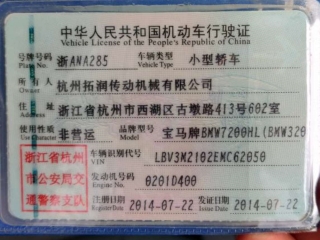 中华人民共和国机动车行驶证
Vehicle License of the People's Republic of China
号牌号码 浙ANA285 车辆类型 小型轿车
Plate No. Vehicle Type
所有人 杭州拓润传动机械有限公司
Owner
住址 浙江省杭州市西湖区古墩路413号602室
Address
使用性质 非营运 品牌型号 宝马牌BMW7200HL(BMW320
Use Character Model
浙江省杭州市公安局交通警察支队
车辆识别代号 LBV3M2102EMC62050
VIN
发动机号码 0201D400
Engine No.
注册日期 2014-07-22 发证日期 2014-07-22
Register Date Issue Date